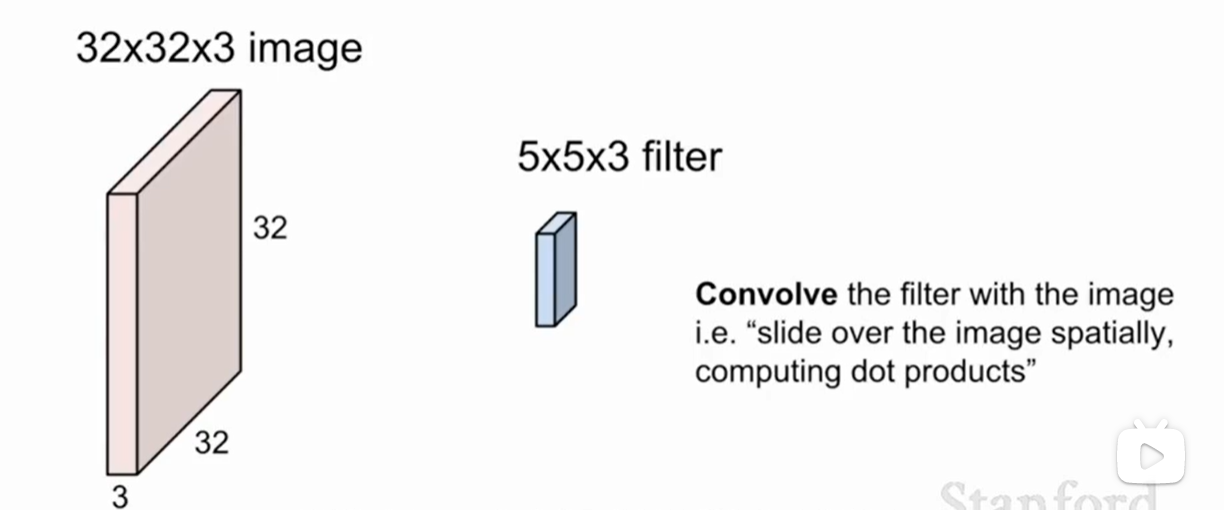 32x32x3 image
5x5x3 filter
32
Convolve the filter with the image
i.e. “slide over the image spatially,
computing dot products”
32
3
Stanford